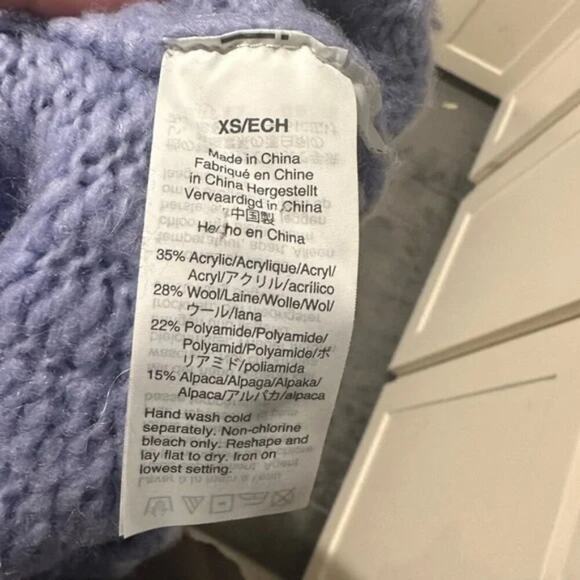 XS/ECH
Made in China
Fabriqué en Chine
in China Hergestellt
Vervaardigd in China
中国製
Hecho en China
35% Acrylic/Acrylique/Acryl/
Acryl/アクリル/acrílico
28% Wool/Laine/Wolle/Wol/
ウール/lana
22% Polyamide/Polyamide/
Polyamid/Polyamide/ポ
リアミド/poliamida
15% Alpaca/Alpaga/Alpaka/
Alpaca/アルパカ/alpaca
Hand wash cold
separately. Non-chlorine
bleach only. Reshape and
lay flat to dry. Iron on
lowest setting.